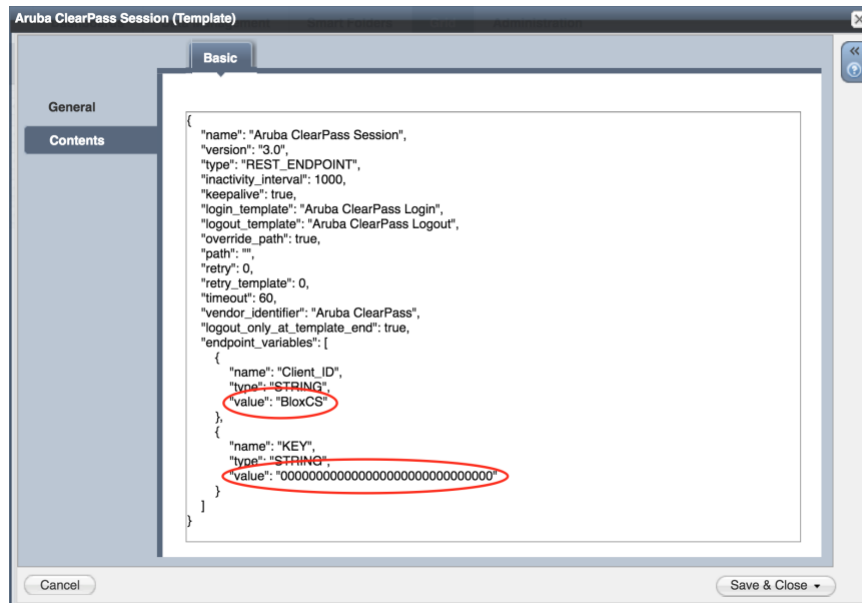 Aruba ClearPass Session (Template)
Basic
General
Contents
{
"name": "Aruba ClearPass Session",
"version": "3.0",
"type": "REST_ENDPOINT",
"inactivity_interval": 1000,
"keepalive": true,
"login_template": "Aruba ClearPass Login",
"logout_template": "Aruba ClearPass Logout",
"override_path": true,
"path": "",
"retry": 0,
"retry_template": 0,
"timeout": 60,
"vendor_identifier": "Aruba ClearPass",
"logout_only_at_template_end": true,
"endpoint_variables": [
{
"name": "Client_ID",
"type": "STRING",
"value": "BloxCS"
},
{
"name": "KEY",
"type": "STRING",
"value": "00000000000000000000000000000000"
}
]
}
Cancel
Save & Close